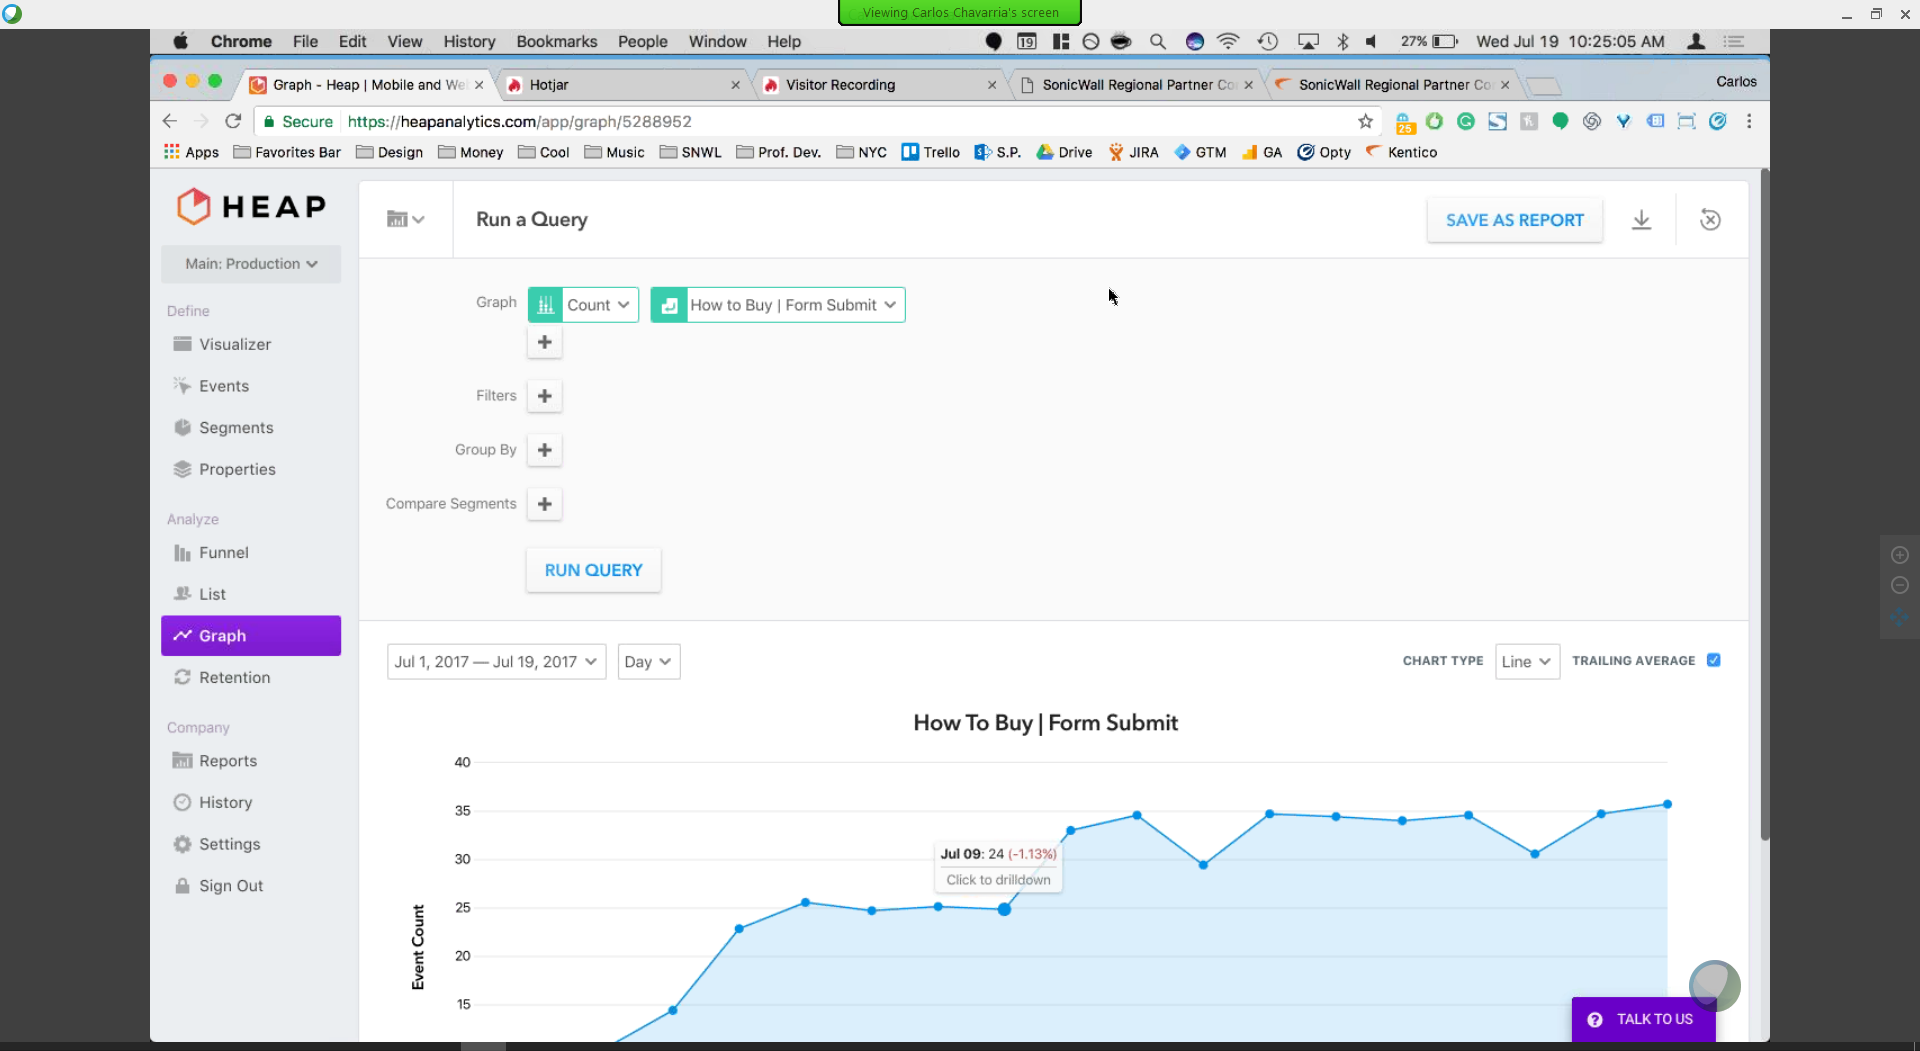 Viewing Carlos Chavarria's screen
Chrome File Edit View History Bookmarks People Window Help 19 27% Wed Jul 19 10:25:05 AM
Graph - Heap | Mobile and We Hotjar Visitor Recording SonicWall Regional Partner Co SonicWall Regional Partner Co Carlos
Secure https://heapanalytics.com/app/graph/5288952 25
Apps Favorites Bar Design Money Cool Music SNWL Prof. Dev. NYC Trello S.P. Drive JIRA GTM GA Opty Kentico
HEAP
Main: Production
Define
Visualizer
Events
Segments
Properties
Analyze
Funnel
List
Graph
Retention
Company
Reports
History
Settings
Sign Out
Run a Query
SAVE AS REPORT
Graph Count How to Buy | Form Submit
+
Filters +
Group By +
Compare Segments +
RUN QUERY
Jul 1, 2017 — Jul 19, 2017 Day CHART TYPE Line TRAILING AVERAGE
How To Buy | Form Submit
40
35
30
25
20
15
Event Count
Jul 09: 24 (-1.13%)
Click to drilldown
? TALK TO US